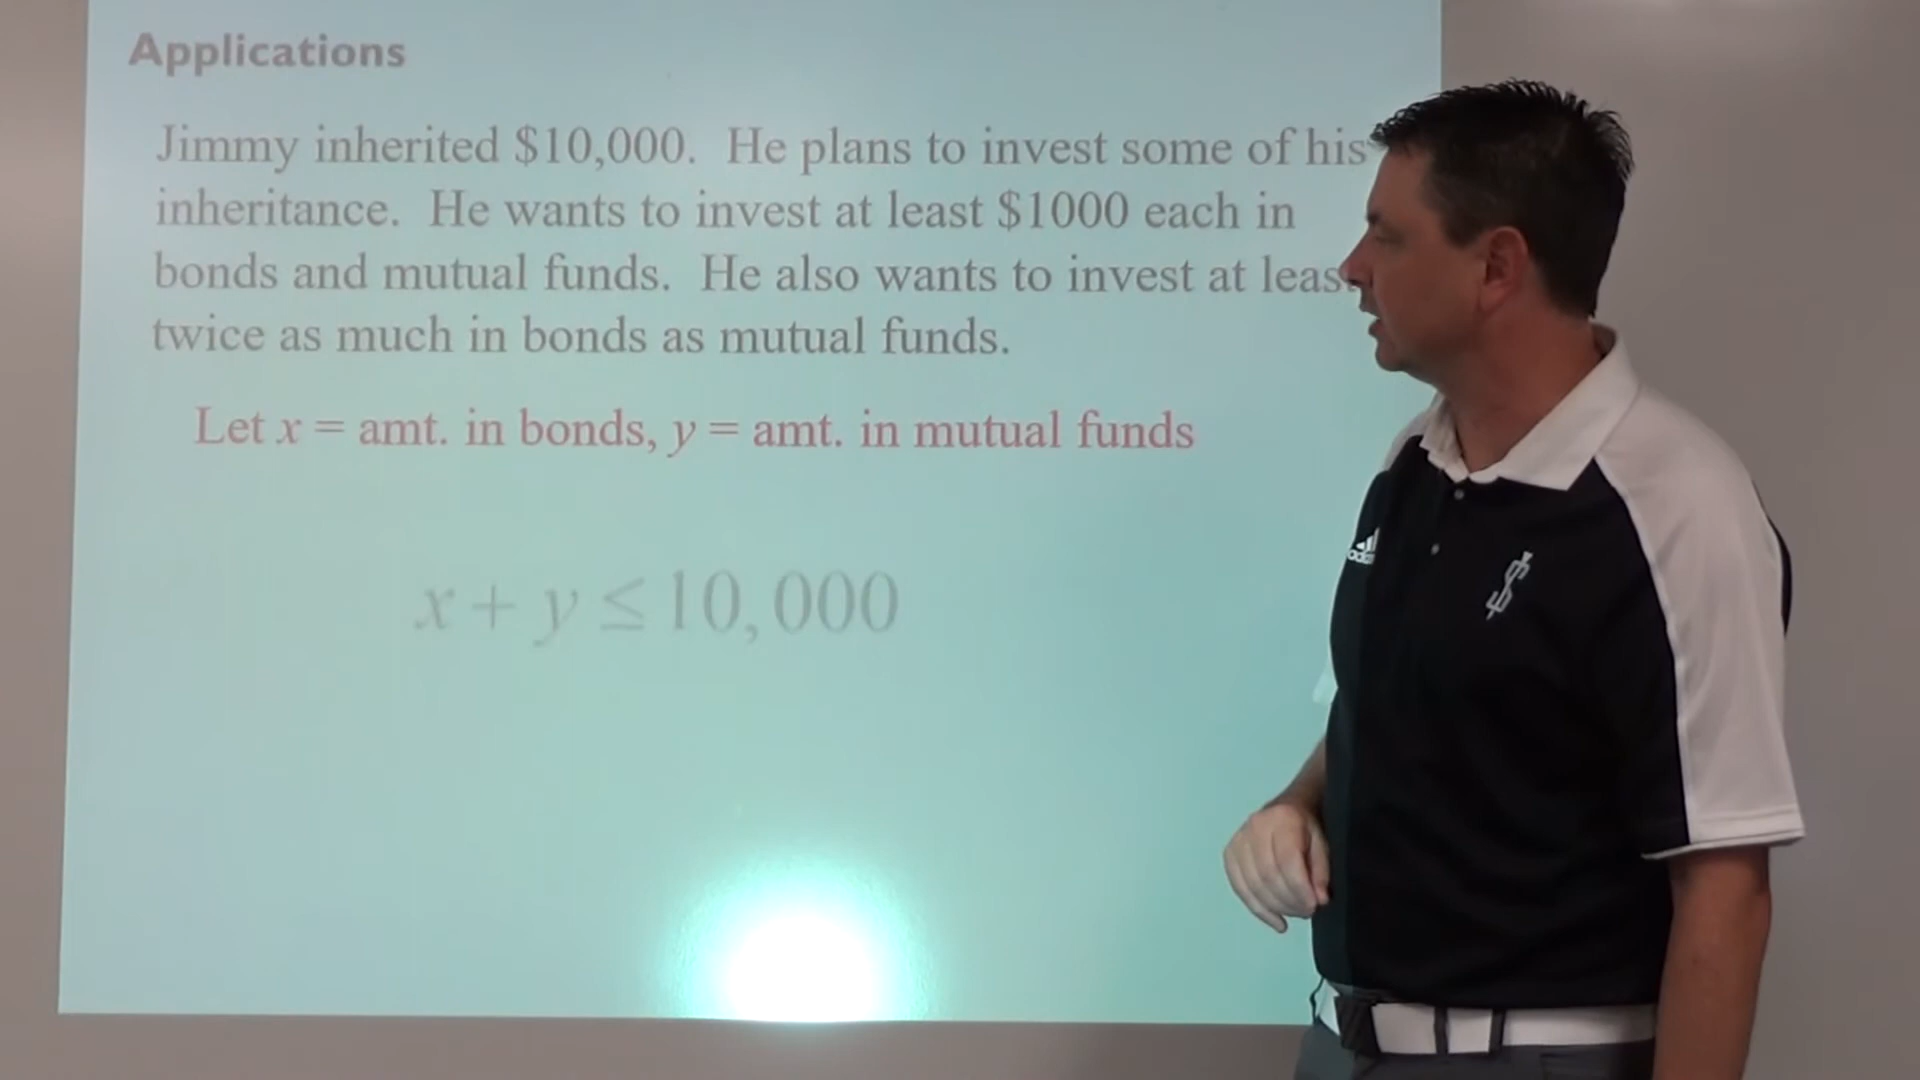 Applications
Jimmy inherited $10,000. He plans to invest some of his
inheritance. He wants to invest at least $1000 each in
bonds and mutual funds. He also wants to invest at least
twice as much in bonds as mutual funds.
Let x = amt. in bonds, y = amt. in mutual funds
x + y ≤ 10,000
adidas